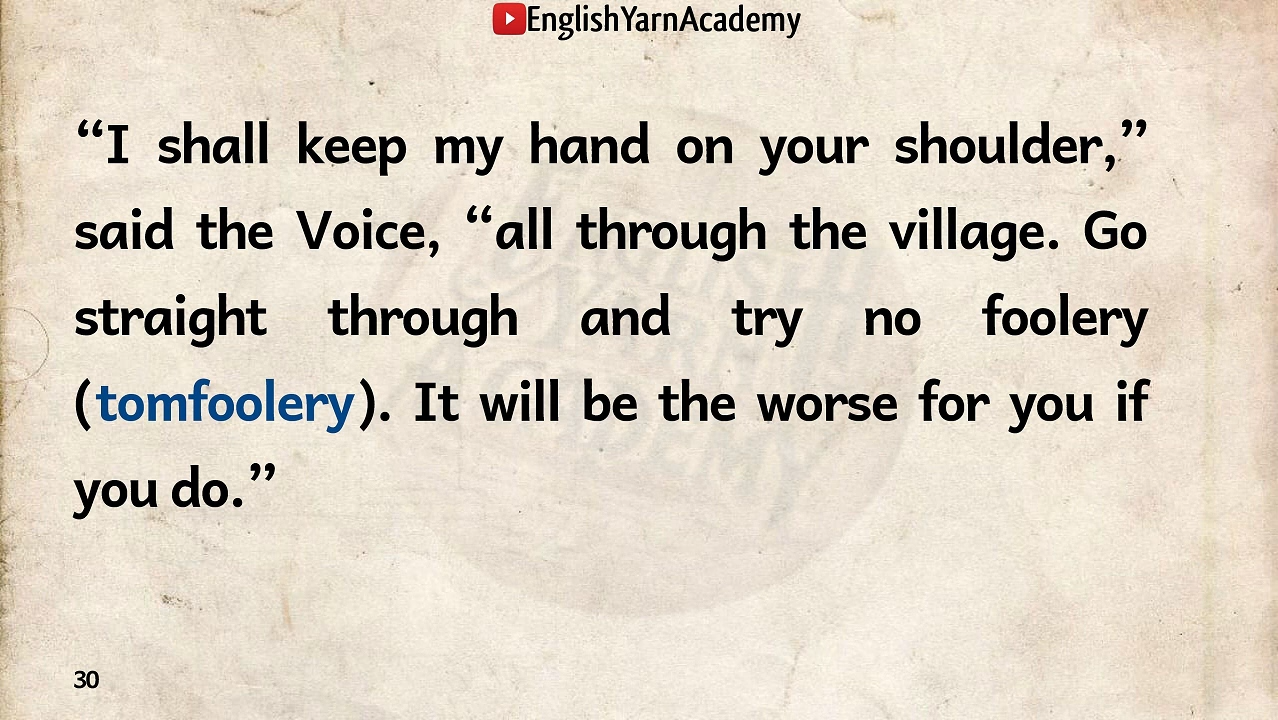 EnglishYarnAcademy
“I shall keep my hand on your shoulder,”
said the Voice, “all through the village. Go
straight through and try no foolery
(tomfoolery). It will be the worse for you if
you do.”
30